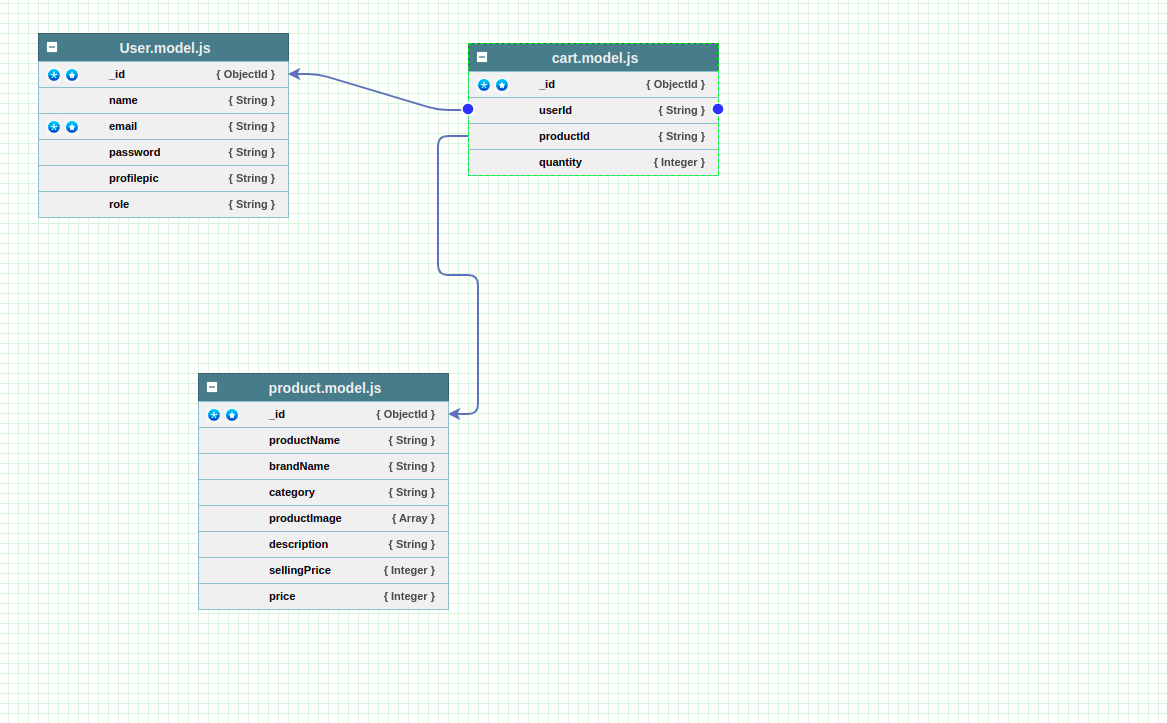 User.model.js
_id { ObjectId }
name { String }
email { String }
password { String }
profilepic { String }
role { String }
cart.model.js
_id { ObjectId }
userId { String }
productId { String }
quantity { Integer }
product.model.js
_id { ObjectId }
productName { String }
brandName { String }
category { String }
productImage { Array }
description { String }
sellingPrice { Integer }
price { Integer }